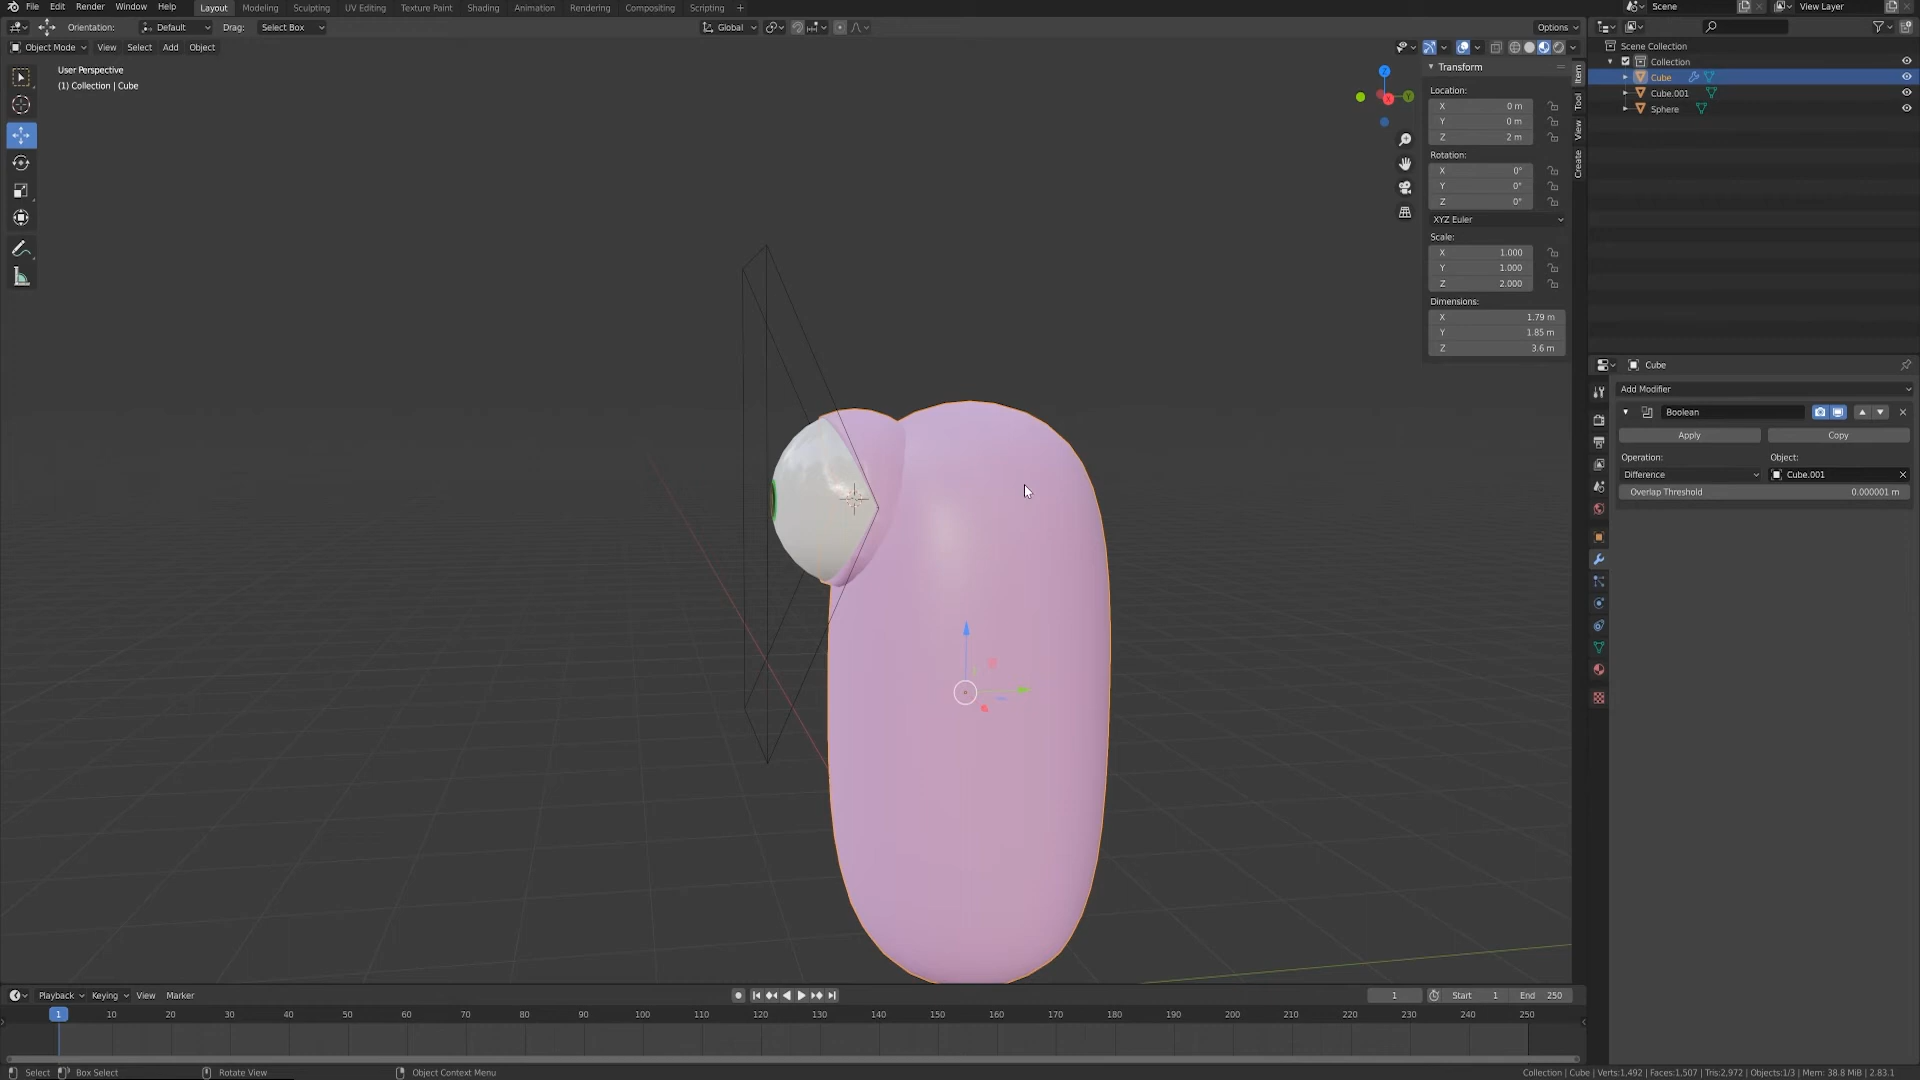 File Edit Render Window Help Layout Modeling Sculpting UV Editing Texture Paint Shading Animation Rendering Compositing Scripting + Scene View Layer
Orientation: Default Drag: Select Box Global Options
Object Mode View Select Add Object
User Perspective
(1) Collection | Cube
Transform
Location:
X 0 m
Y 0 m
Z 2 m
Rotation:
X 0°
Y 0°
Z 0°
XYZ Euler
Scale:
X 1.000
Y 1.000
Z 2.000
Dimensions:
X 1.79 m
Y 1.85 m
Z 3.6 m
Item
Tool
View
Create
Z
X
Y
Scene Collection
Collection
Cube
Cube.001
Sphere
Cube
Add Modifier
Boolean
Apply Copy
Operation: Object:
Difference Cube.001
Overlap Threshold 0.000001 m
Playback Keying View Marker 1 Start 1 End 250
1 10 20 30 40 50 60 70 80 90 100 110 120 130 140 150 160 170 180 190 200 210 220 230 240 250
Select Box Select Rotate View Object Context Menu Collection | Cube | Verts:1,492 | Faces:1,507 | Tris:2,972 | Objects:1/3 | Mem: 38.8 MiB | 2.83.1